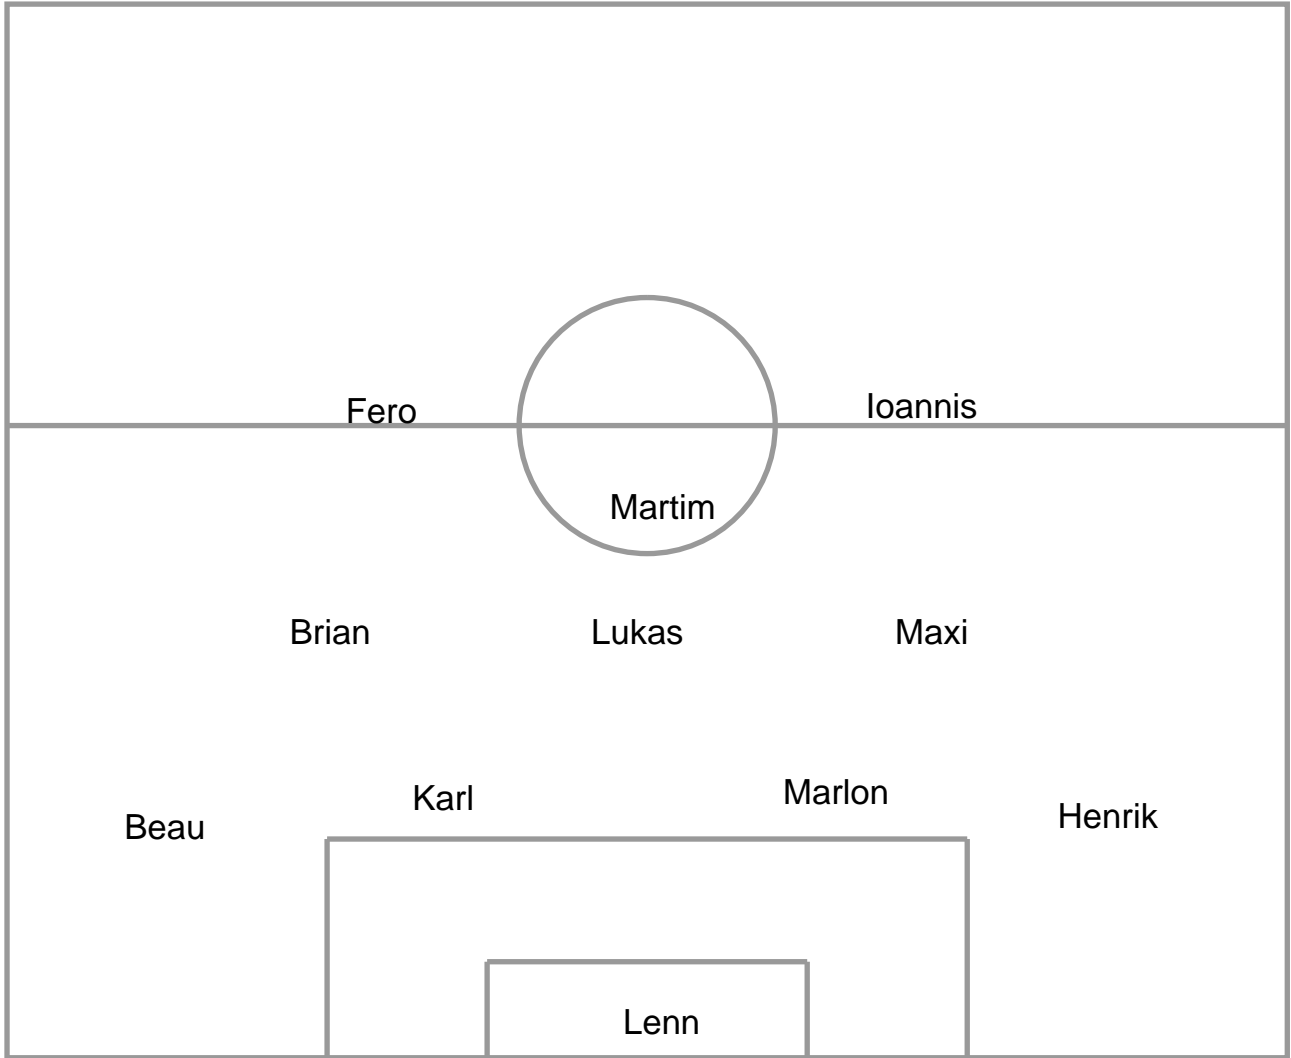 Fero
Ioannis
Martim
Brian
Lukas
Maxi
Karl
Marlon
Beau
Henrik
Lenn